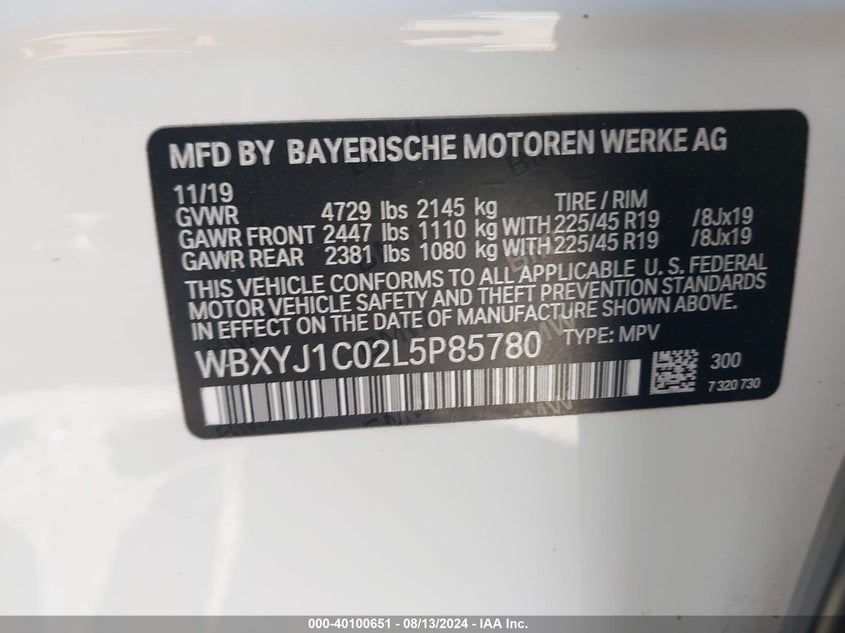 MFD BY BAYERISCHE MOTOREN WERKE AG
11/19 TIRE / RIM
GVWR 4729 lbs 2145 kg
GAWR FRONT 2447 lbs 1110 kg WITH 225/45 R19 /8Jx19
GAWR REAR 2381 lbs 1080 kg WITH 225/45 R19 /8Jx19
THIS VEHICLE CONFORMS TO ALL APPLICABLE U. S. FEDERAL
MOTOR VEHICLE SAFETY AND THEFT PREVENTION STANDARDS
IN EFFECT ON THE DATE OF MANUFACTURE SHOWN ABOVE.
WBXYJ1C02L5P85780 TYPE: MPV
300
7 320 730
000-40100651 - 08/13/2024 - IAA Inc.